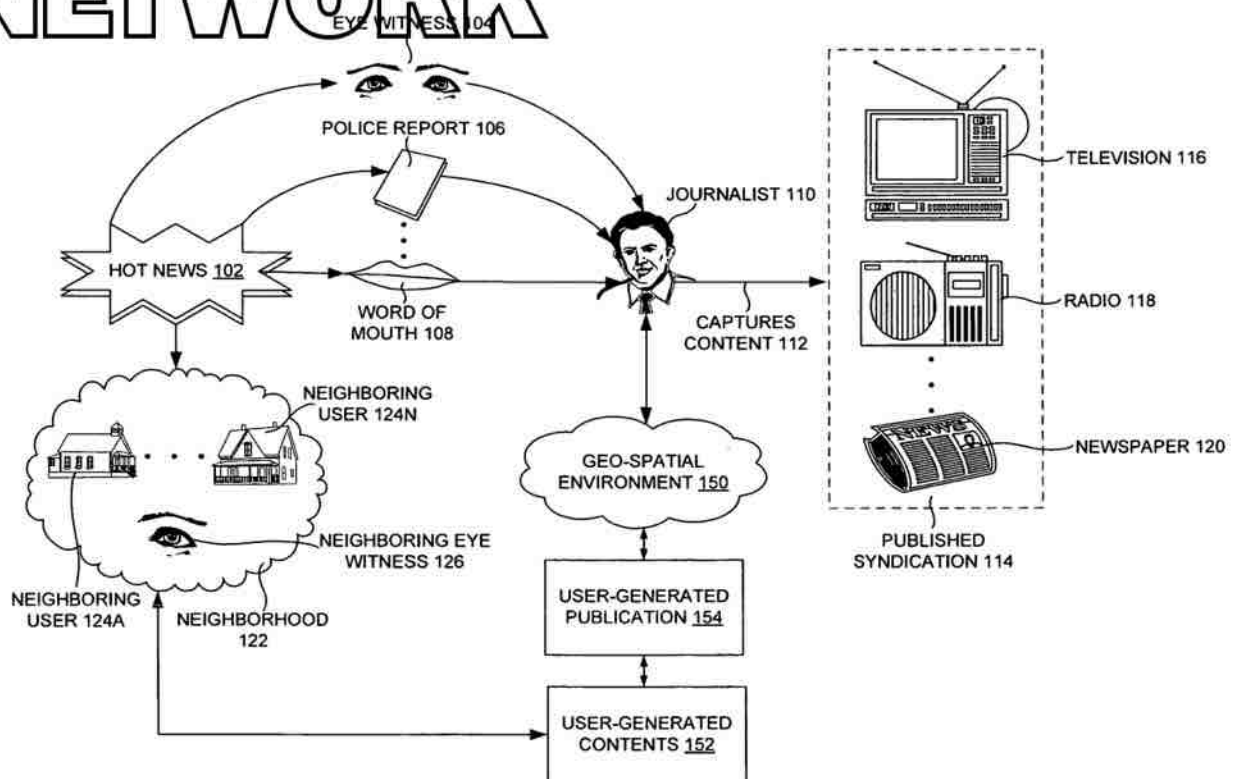 NETWORK
EYE WITNESS 104
POLICE REPORT 106
JOURNALIST 110
TELEVISION 116
HOT NEWS 102
WORD OF
MOUTH 108
CAPTURES
CONTENT 112
RADIO 118
NEIGHBORING
USER 124N
NEWS
NEWSPAPER 120
GEO-SPATIAL
ENVIRONMENT 150
NEIGHBORING EYE
WITNESS 126
PUBLISHED
SYNDICATION 114
NEIGHBORING
USER 124A
NEIGHBORHOOD
122
USER-GENERATED
PUBLICATION 154
USER-GENERATED
CONTENTS 152